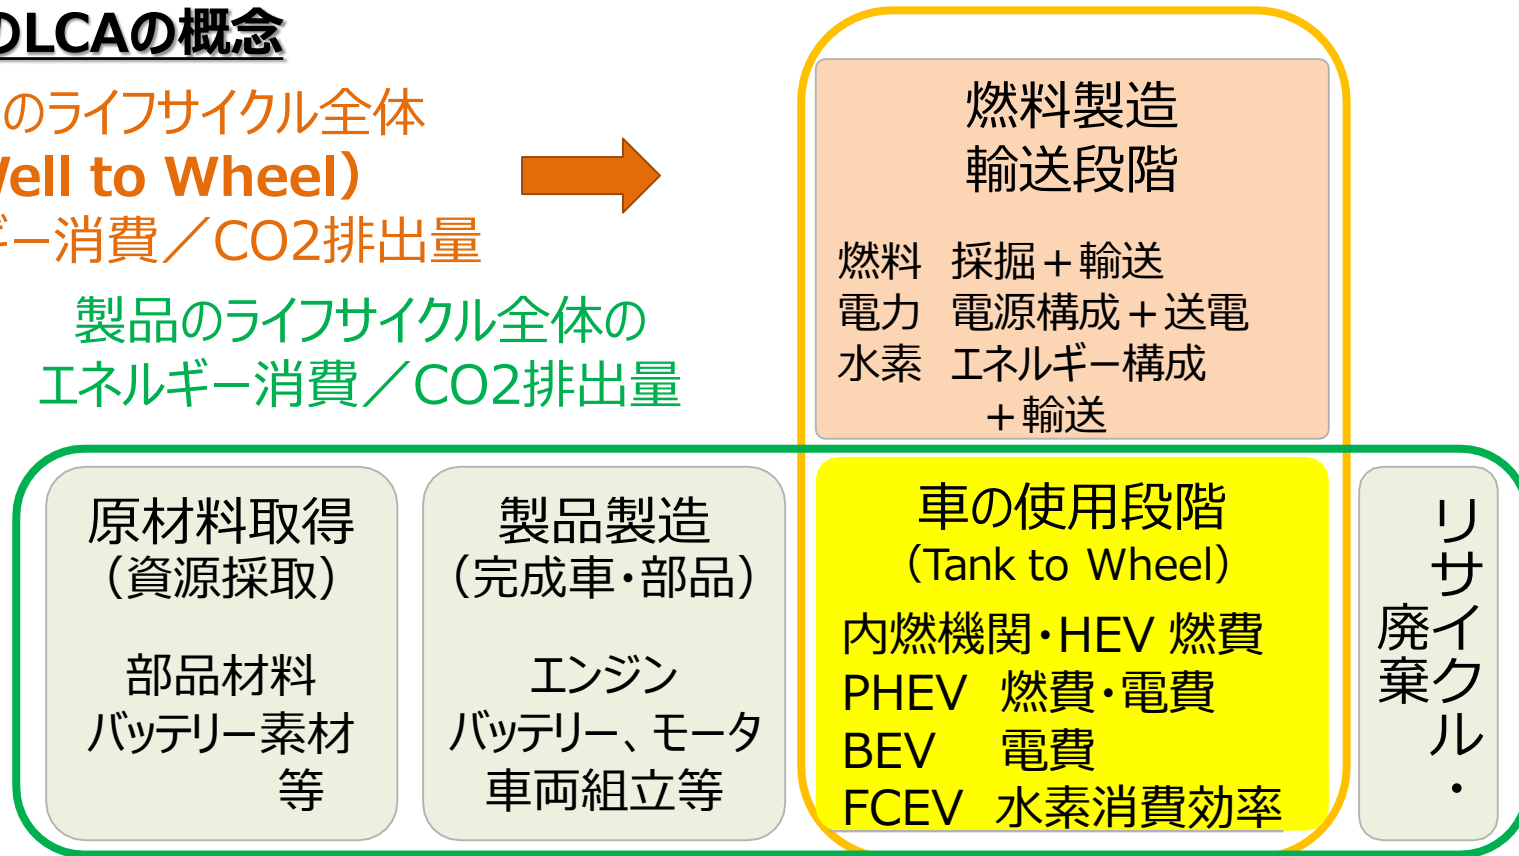 のLCAの概念
のライフサイクル全体
Well to Wheel）
ギー消費／CO2排出量
製品のライフサイクル全体の
エネルギー消費／CO2排出量
燃料製造
輸送段階
燃料 採掘＋輸送
電力 電源構成＋送電
水素 エネルギー構成
＋輸送
原材料取得
（資源採取）
部品材料
バッテリー素材
等
製品製造
（完成車・部品）
エンジン
バッテリー、モータ
車両組立等
車の使用段階
（Tank to Wheel）
内燃機関・HEV 燃費
PHEV 燃費・電費
BEV 電費
FCEV 水素消費効率
リサイクル・
廃棄